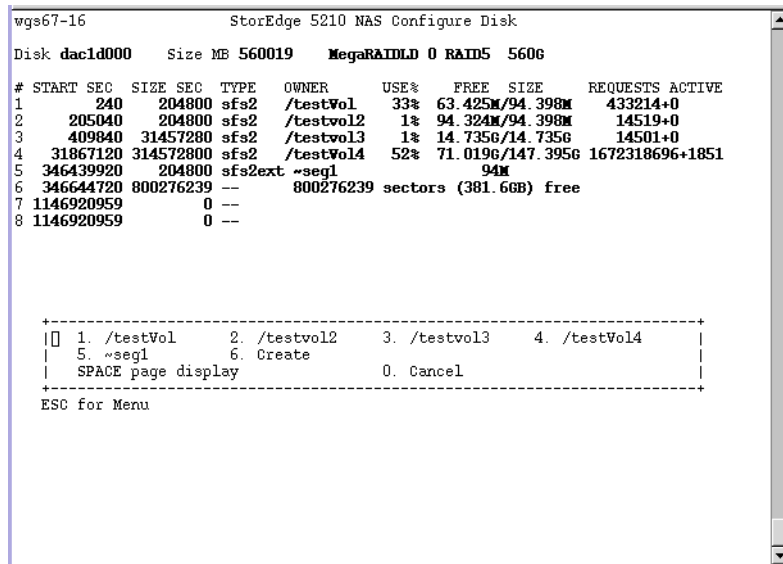 wgs67-16 StorEdge 5210 NAS Configure Disk
Disk dac1d000 Size MB 560019 MegaRAIDLD 0 RAID5 560G
# START SEC SIZE SEC TYPE OWNER USE% FREE SIZE REQUESTS ACTIVE
1 240 204800 sfs2 /testVol 33% 63.425M/94.398M 433214+0
2 205040 204800 sfs2 /testvol2 1% 94.324M/94.398M 14519+0
3 409840 31457280 sfs2 /testvol3 1% 14.735G/14.735G 14501+0
4 31867120 314572800 sfs2 /testVol4 52% 71.019G/147.395G 1672318696+1851
5 346439920 204800 sfs2ext ~seg1 94M
6 346644720 800276239 -- 800276239 sectors (381.6GB) free
7 1146920959 0 --
8 1146920959 0 --
1. /testVol 2. /testvol2 3. /testvol3 4. /testVol4
5. ~seg1 6. Create
SPACE page display 0. Cancel
ESC for Menu